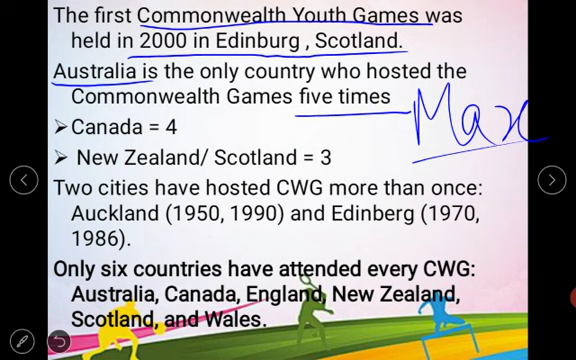 The first Commonwealth Youth Games was
held in 2000 in Edinburg , Scotland.
Australia is the only country who hosted the
Commonwealth Games five times
Max
➢ Canada = 4
➢ New Zealand/ Scotland = 3
Two cities have hosted CWG more than once:
Auckland (1950, 1990) and Edinberg (1970,
1986).
Only six countries have attended every CWG:
Australia, Canada, England, New Zealand,
Scotland, and Wales.